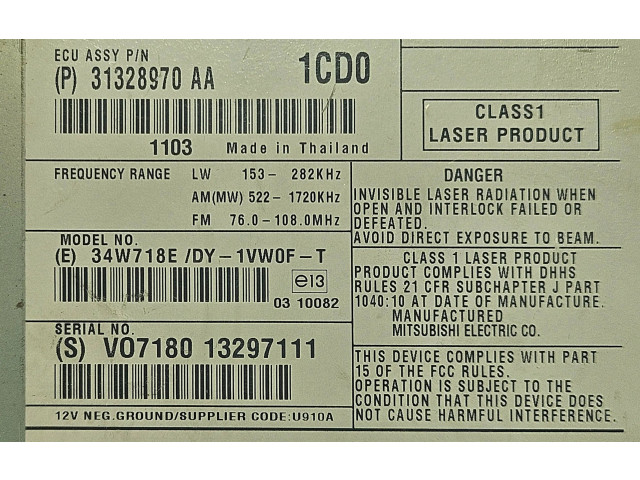 ECU ASSY P/N
(P) 31328970 AA
1CD0
1103 Made in Thailand
CLASS1
LASER PRODUCT
FREQUENCY RANGE LW 153- 282KHz
AM(MW) 522-1720KHz
FM 76.0-108.0MHz
DANGER
INVISIBLE LASER RADIATION WHEN
OPEN AND INTERLOCK FAILED OR
DEFEATED.
AVOID DIRECT EXPOSURE TO BEAM.
MODEL NO.
(E) 34W718E /DY-1VW0F-T
e13
03 10082
CLASS 1 LASER PRODUCT
PRODUCT COMPLIES WITH DHHS
RULES 21 CFR SUBCHAPTER J PART
1040:10 AT DATE OF MANUFACTURE.
MANUFACTURED
MITSUBISHI ELECTRIC CO.
SERIAL NO.
(S) VO7180 13297111
12V NEG.GROUND/SUPPLIER CODE:U910A
THIS DEVICE COMPLIES WITH PART
15 OF THE FCC RULES.
OPERATION IS SUBJECT TO THE
CONDITION THAT THIS DEVICE DOES
NOT CAUSE HARMFUL INTERFERENCE.